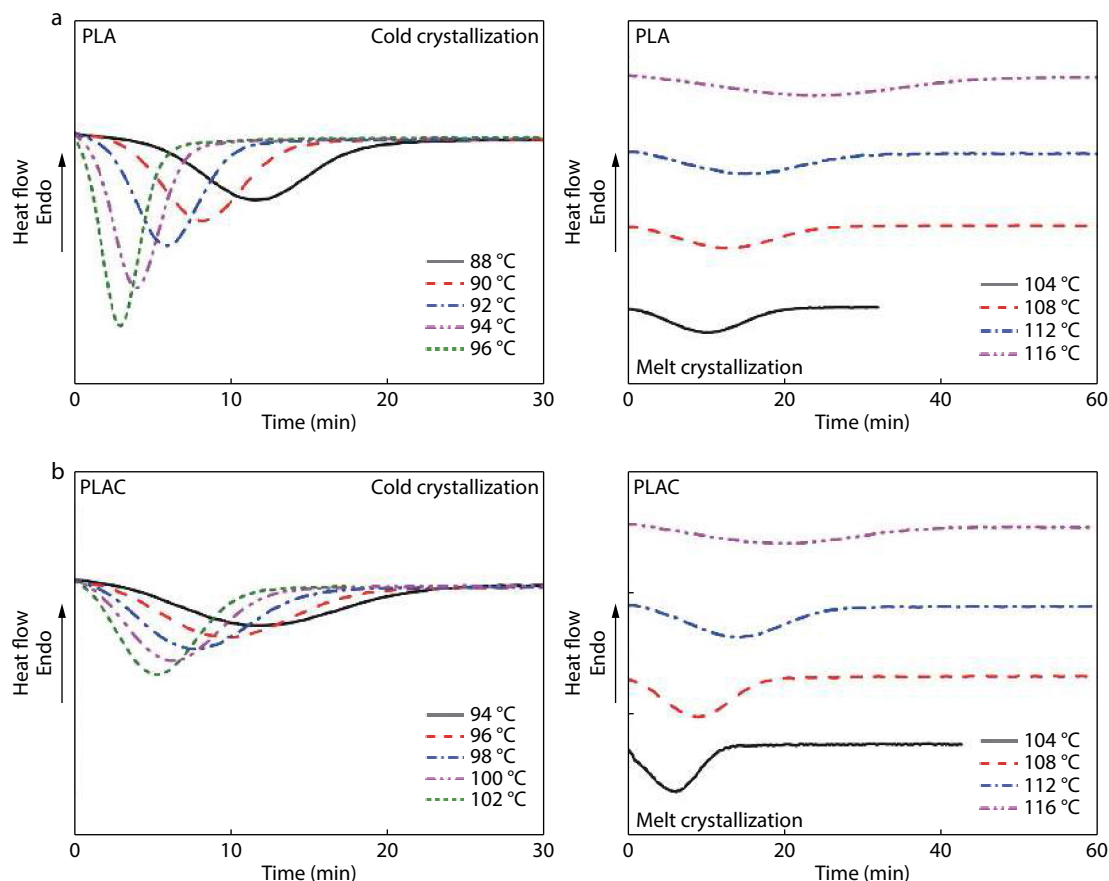 a
PLA
Cold crystallization
Heat flow
Endo
88 °C
90 °C
92 °C
94 °C
96 °C
0
10
20
30
Time (min)
PLA
Heat flow
Endo
104 °C
108 °C
112 °C
116 °C
Melt crystallization
0
20
40
60
Time (min)
b
PLAC
Cold crystallization
Heat flow
Endo
94 °C
96 °C
98 °C
100 °C
102 °C
0
10
20
30
Time (min)
PLAC
Heat flow
Endo
104 °C
108 °C
112 °C
116 °C
Melt crystallization
0
20
40
60
Time (min)